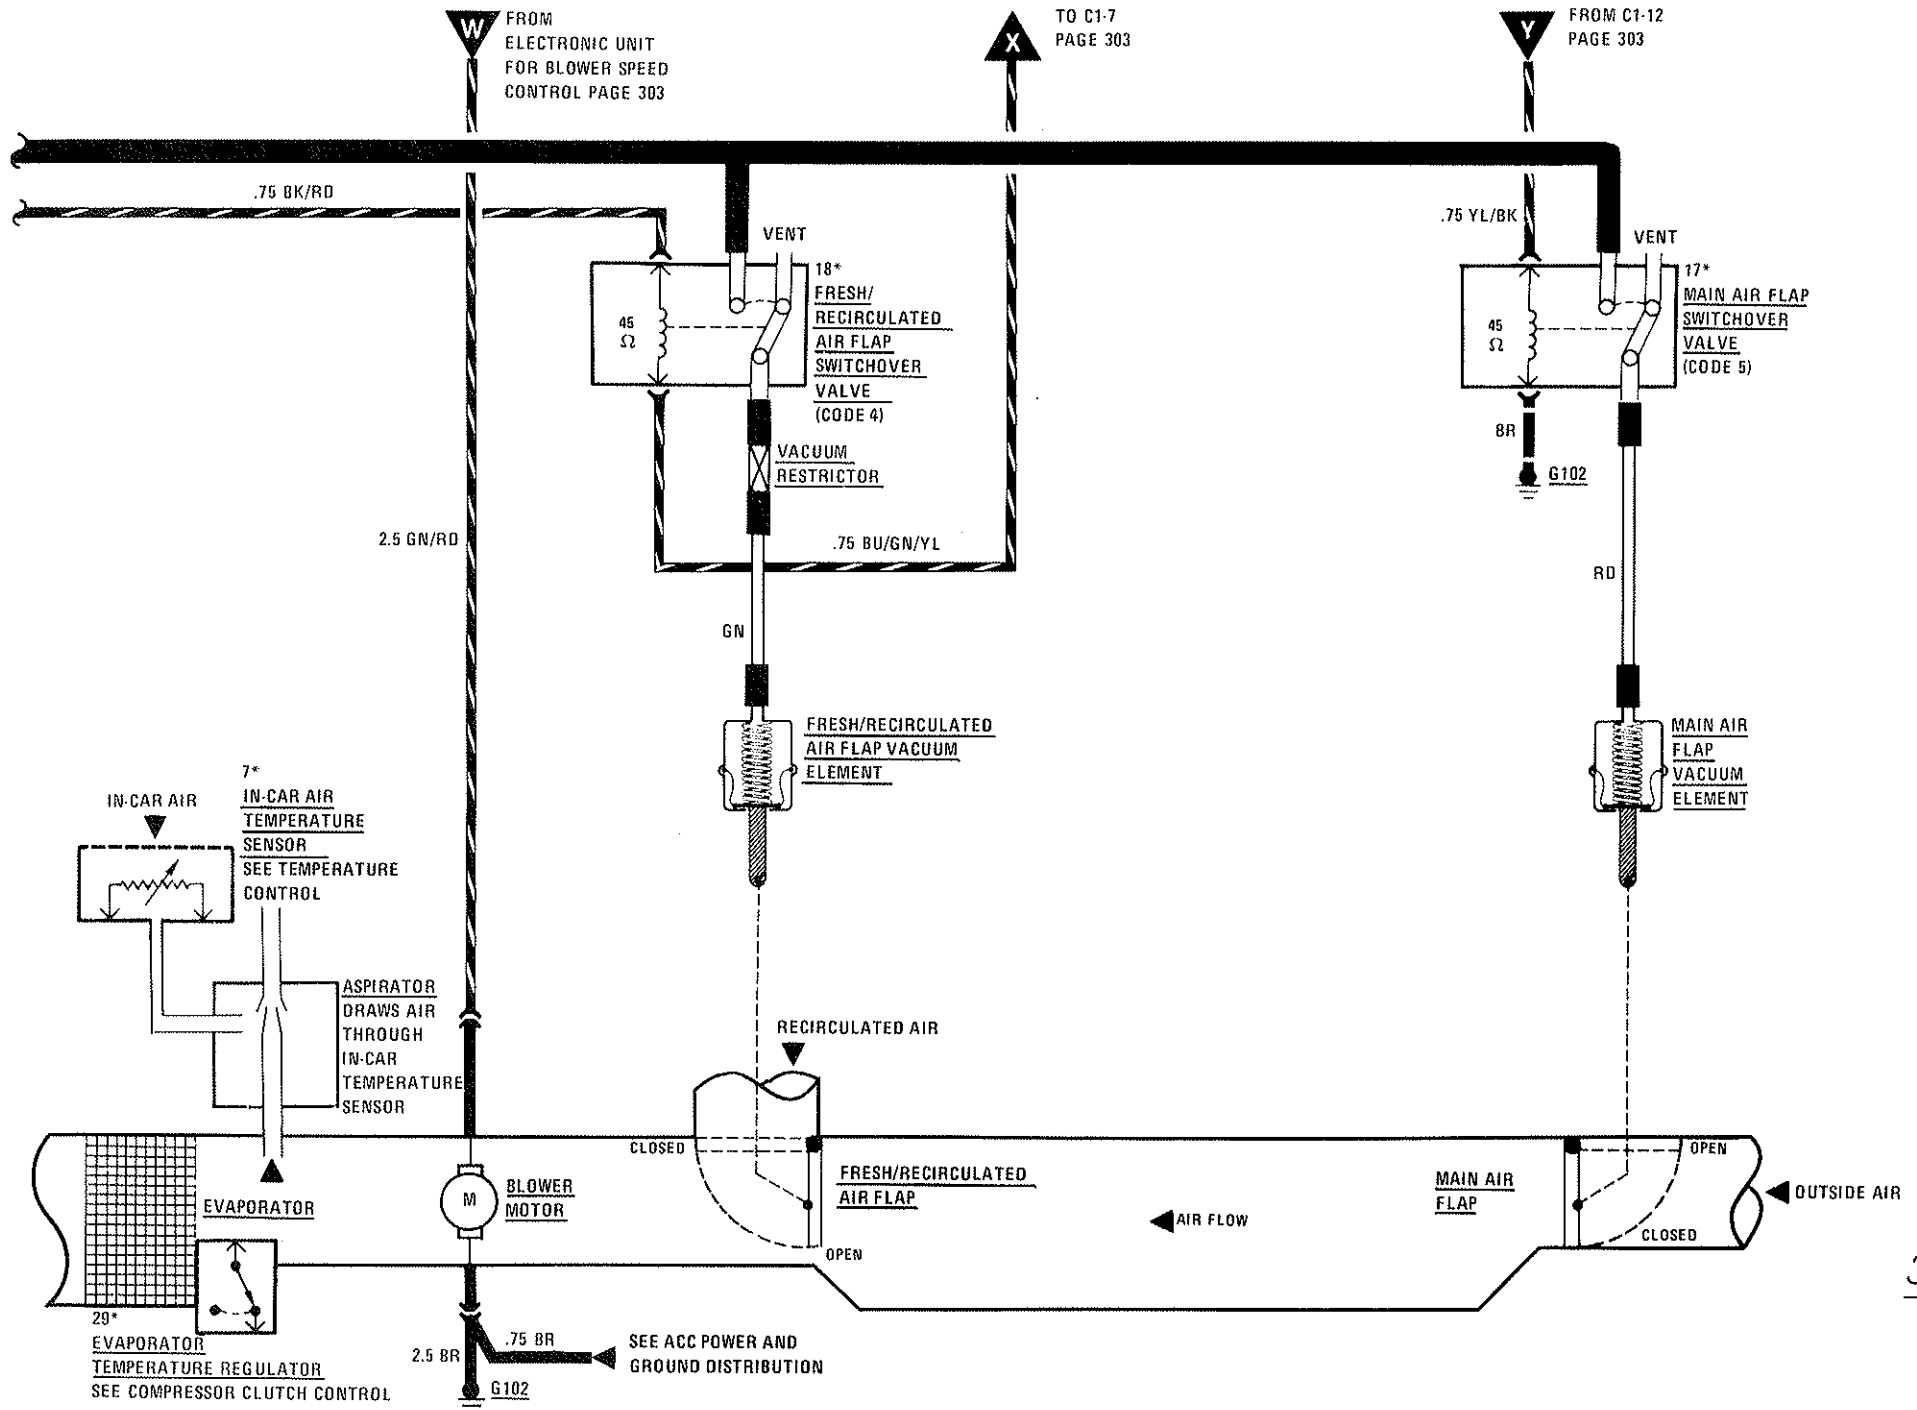 W
FROM
ELECTRONIC UNIT
FOR BLOWER SPEED
CONTROL PAGE 303
X
TO C1-7
PAGE 303
Y
FROM C1-12
PAGE 303
.75 BK/RD
VENT
18*
FRESH/
RECIRCULATED
AIR FLAP
SWITCHOVER
VALVE
(CODE 4)
45
Ω
.75 YL/BK
VENT
17*
MAIN AIR FLAP
SWITCHOVER
VALVE
(CODE 5)
45
Ω
BR
G102
VACUUM
RESTRICTOR
2.5 GN/RD
.75 BU/GN/YL
RD
GN
FRESH/RECIRCULATED
AIR FLAP VACUUM
ELEMENT
MAIN AIR
FLAP
VACUUM
ELEMENT
IN-CAR AIR
7*
IN-CAR AIR
TEMPERATURE
SENSOR
SEE TEMPERATURE
CONTROL
ASPIRATOR
DRAWS AIR
THROUGH
IN-CAR
TEMPERATURE
SENSOR
RECIRCULATED AIR
CLOSED
FRESH/RECIRCULATED
AIR FLAP
OPEN
MAIN AIR
FLAP
OPEN
CLOSED
OUTSIDE AIR
AIR FLOW
EVAPORATOR
M
BLOWER
MOTOR
29*
EVAPORATOR
TEMPERATURE REGULATOR
SEE COMPRESSOR CLUTCH CONTROL
2.5 BR
.75 BR
SEE ACC POWER AND
GROUND DISTRIBUTION
G102